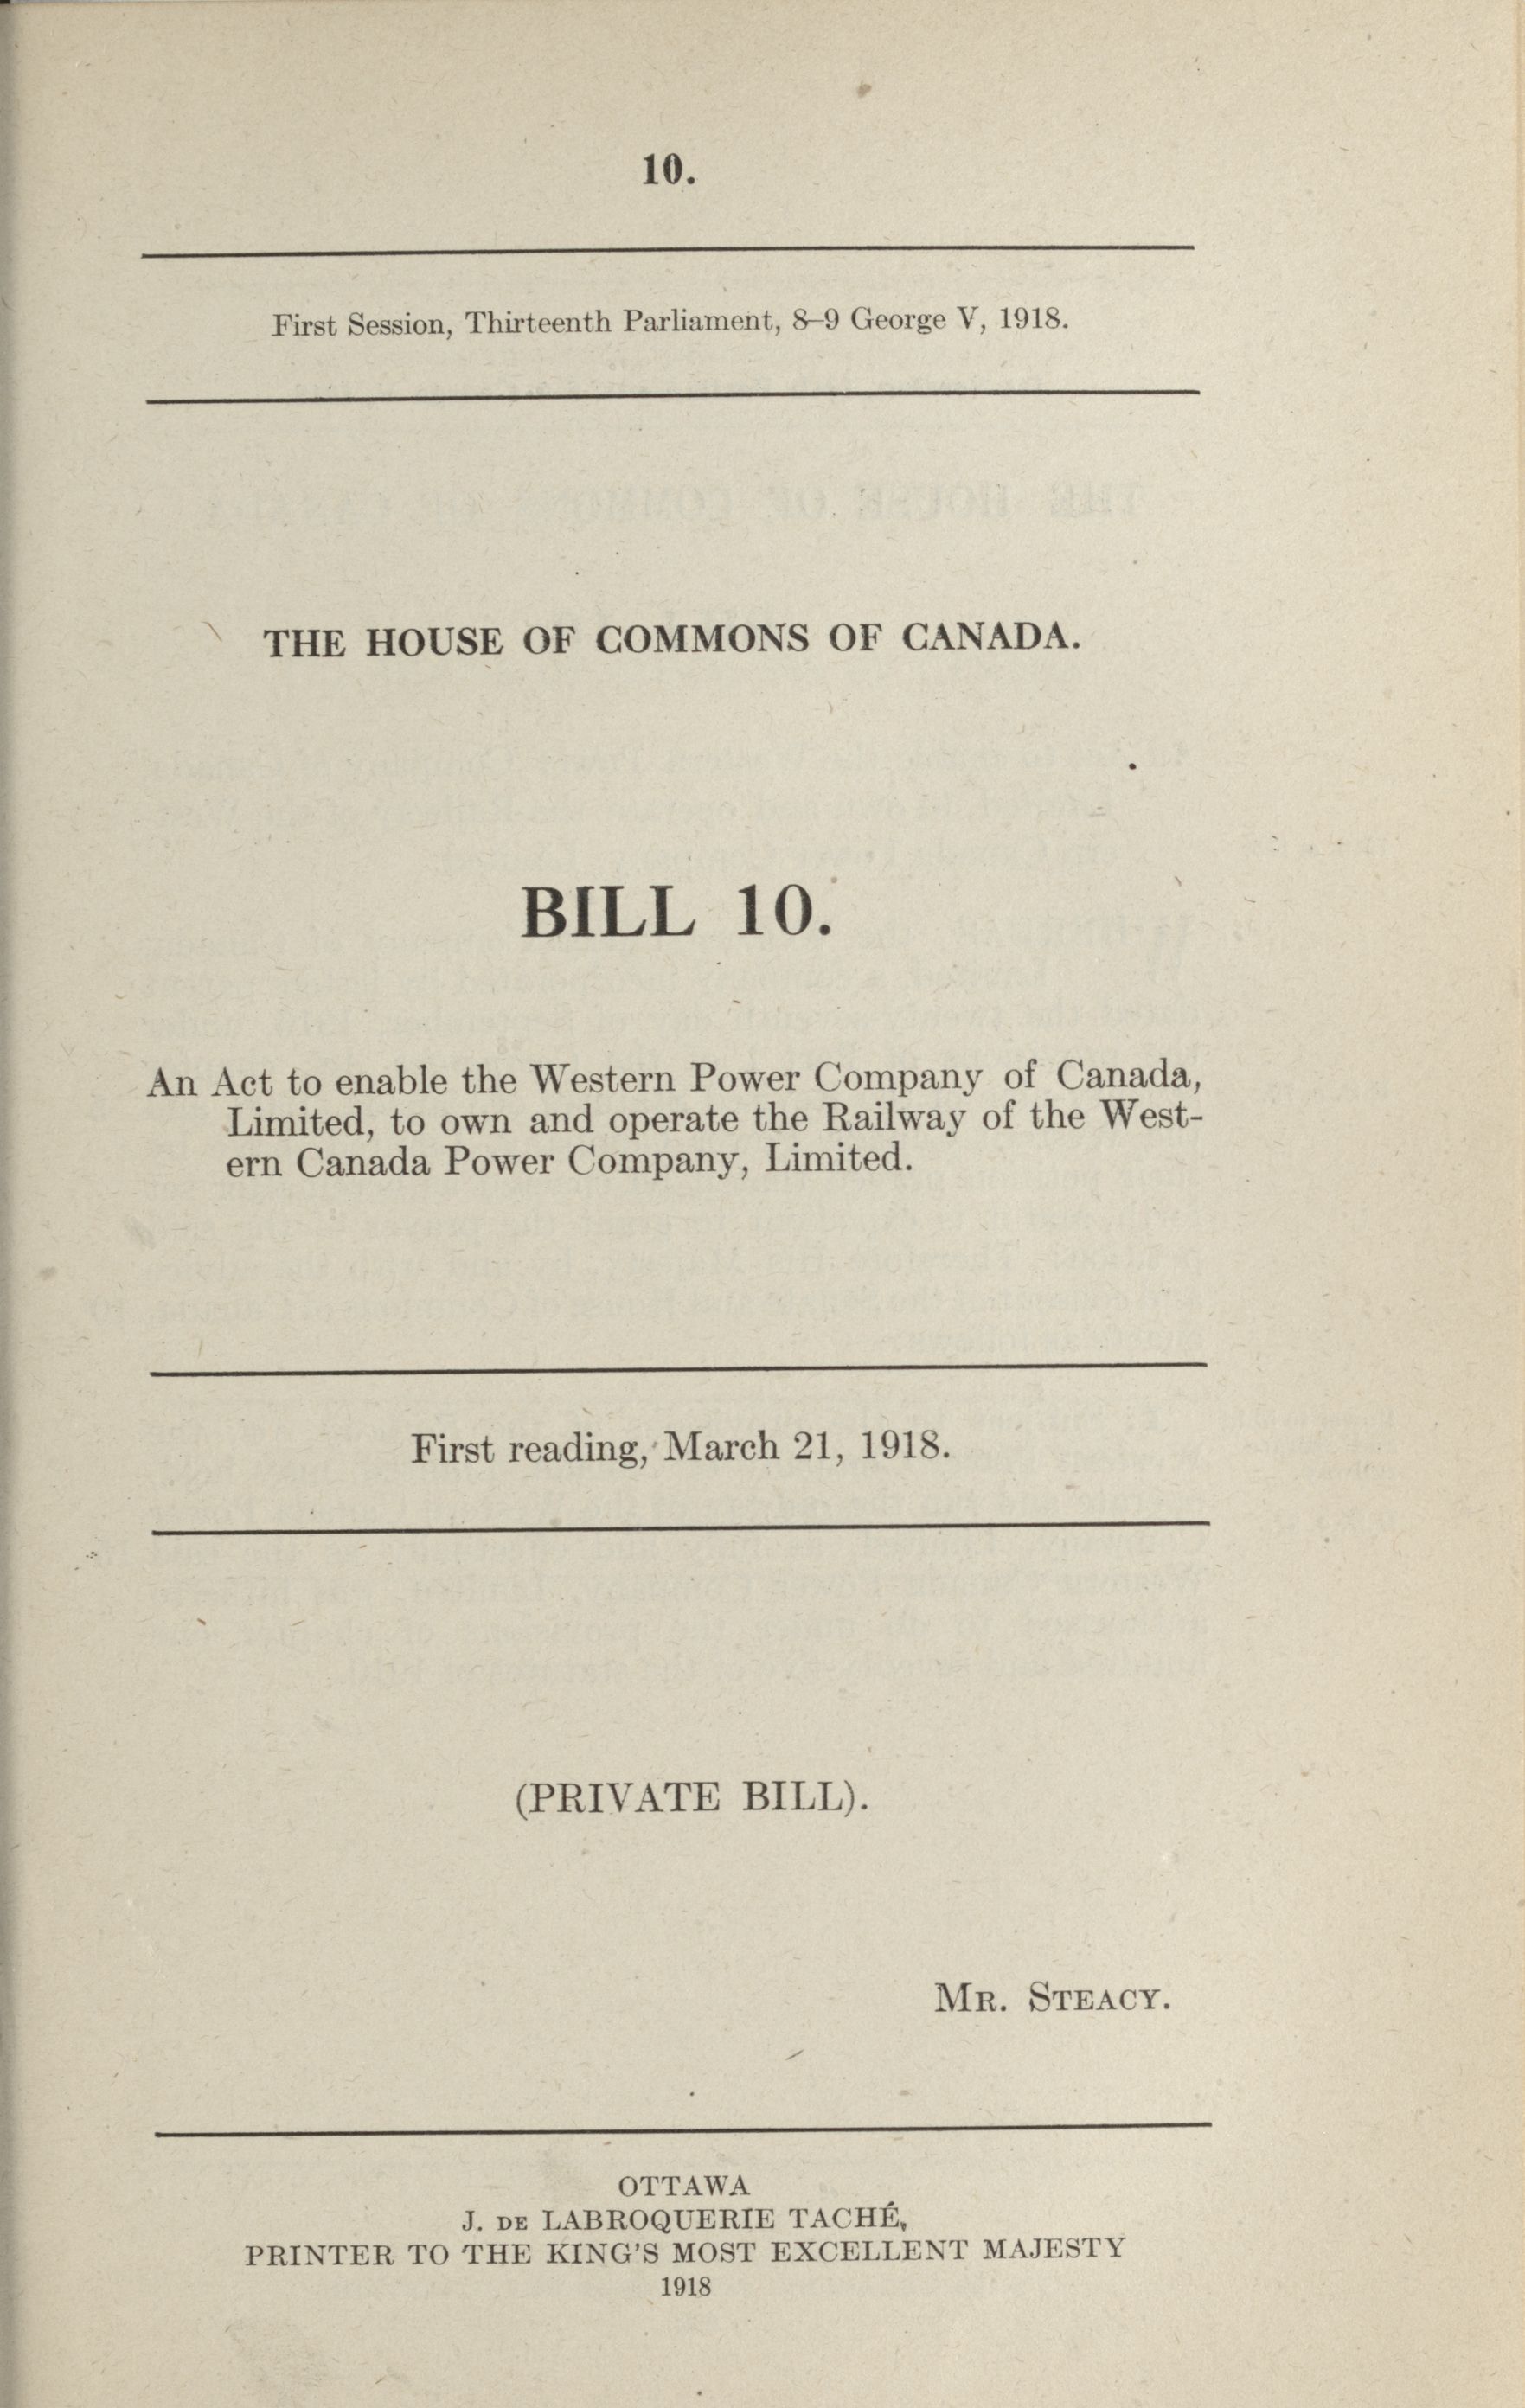 10.
First Session, Thirteenth Parliament, 8–9 George V, 1918.
THE HOUSE OF COMMONS OF CANADA.
BILL 10.
An Act to enable the Western Power Company of Canada,
Limited, to own and operate the Railway of the West-
ern Canada Power Company, Limited.
First reading, March 21, 1918.
(PRIVATE BILL).
MR. STEACY.
OTTAWA
J. DE LABROQUERIE TACHÉ,
PRINTER TO THE KING'S MOST EXCELLENT MAJESTY
1918